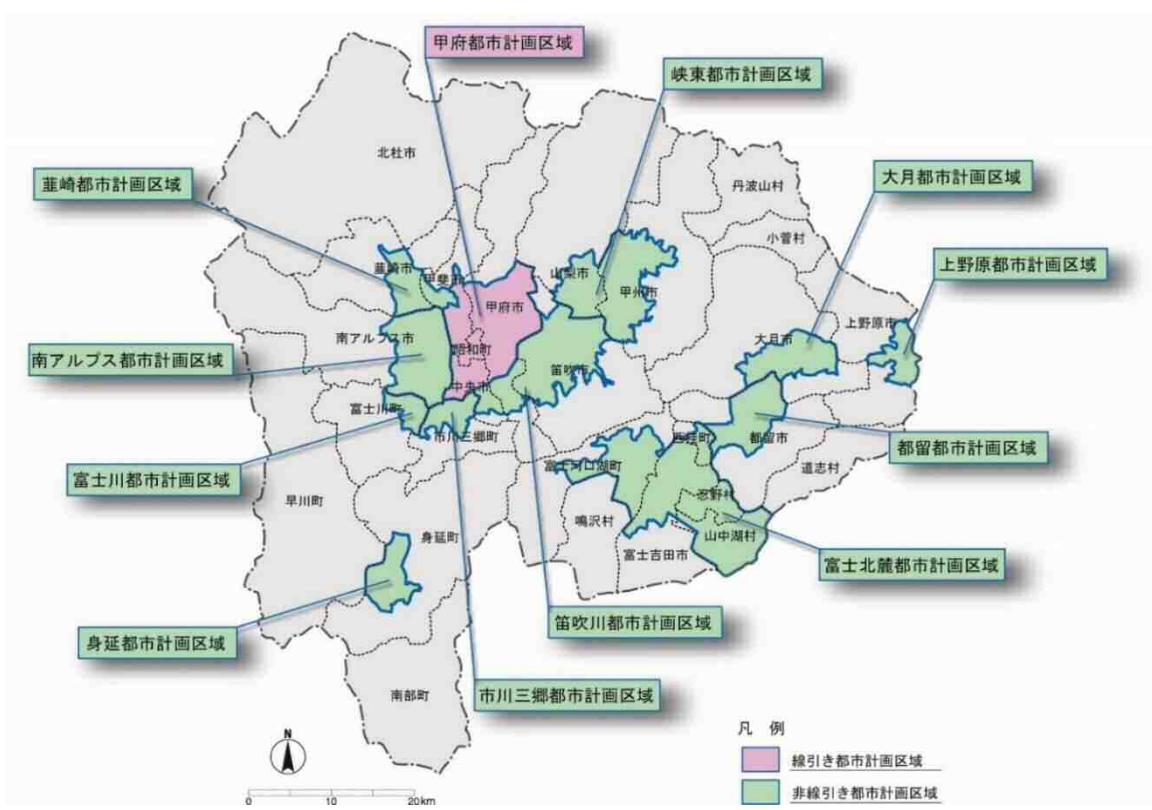 甲府都市計画区域
峡東都市計画区域
韮崎都市計画区域
大月都市計画区域
上野原都市計画区域
南アルプス都市計画区域
都留都市計画区域
富士川都市計画区域
富士北麓都市計画区域
笛吹川都市計画区域
身延都市計画区域
市川三郷都市計画区域
北杜市
丹波山村
小菅村
韮崎市
甲斐市
山梨市
甲州市
甲府市
上野原市
南アルプス市
昭和町
大月市
笛吹市
中央市
富士川町
市川三郷町
西桂町
都留市
富士河口湖町
道志村
忍野村
早川町
鳴沢村
山中湖村
身延町
富士吉田市
南部町
凡 例
線引き都市計画区域
非線引き都市計画区域
N
0 10 20km